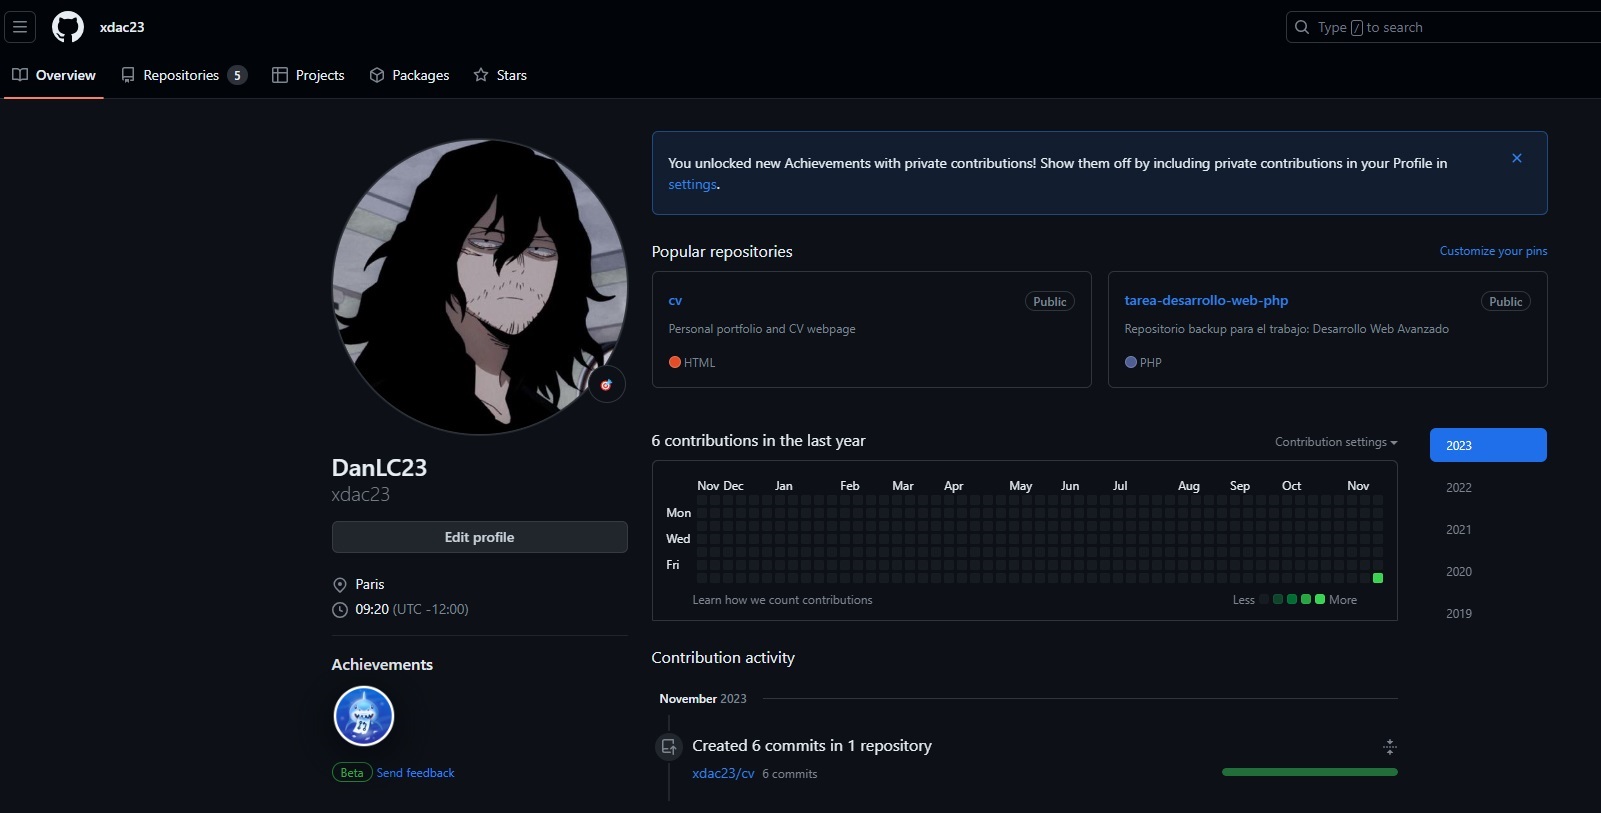 xdac23
Type / to search
Overview
Repositories 5
Projects
Packages
Stars
You unlocked new Achievements with private contributions! Show them off by including private contributions in your Profile in
settings.
Popular repositories
Customize your pins
cv
Public
Personal portfolio and CV webpage
HTML
tarea-desarrollo-web-php
Public
Repositorio backup para el trabajo: Desarrollo Web Avanzado
PHP
DanLC23
xdac23
Edit profile
Paris
09:20 (UTC -12:00)
Achievements
Beta Send feedback
6 contributions in the last year
Contribution settings
2023
2022
2021
2020
2019
Nov Dec Jan Feb Mar Apr May Jun Jul Aug Sep Oct Nov
Mon
Wed
Fri
Learn how we count contributions
Less More
Contribution activity
November 2023
Created 6 commits in 1 repository
xdac23/cv 6 commits